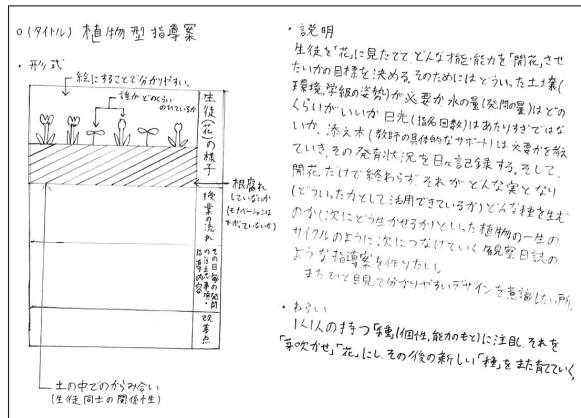 ○(タイトル) 植物型指導案
・形式
絵にすることで分かりやすい。
誰がどのくらい
のびているか
生徒(花)の様子
根腐れ
していないか
(モチベーションは
下がっていないか)
授業の流れ
その日毎の発問
の注意事項・
指導内容
改善点
土の中でのからみ合い
(生徒同士の関係性)
・説明
生徒を「花」に見たてて、どんな才能・能力を「開花」させ
たいかの目標を決める。そのためにはどういった土壌(
環境、学級の姿勢)が必要か 水の量(発問の量)はどの
くらいがいいか 日光(指名回数)はあたりすぎではな
いか、添え木(教師の具体的なサポート)は必要かを考え
ていき、その発育状況を日々記録する。そして、
開花だけで終わらず、それがどんな実となり
(どういった力として活用できているか)どんな種を生む
のか(次にどう生かせるか)といった植物の一生の
サイクルのように次につなげていく観察日誌の
ような指導案を作りたい。
またひと目見て分かりやすいデザインを意識したい所。
・ねらい
1人1人の持つ「種」(個性、能力のもと)に注目し、それを
「芽吹かせ」「花」にし、その後の新しい「種」をまた育てていく。